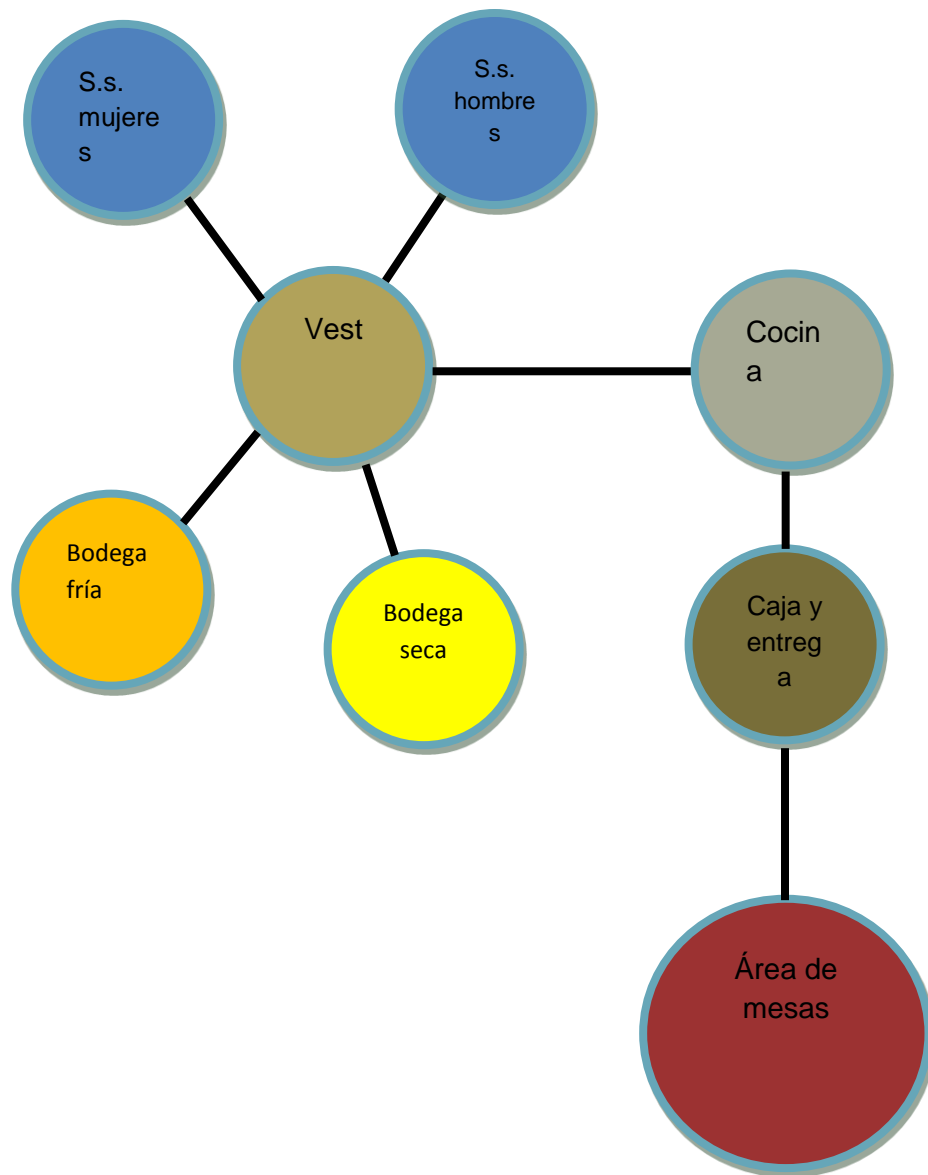 S.s.
mujere
s
S.s.
hombre
s
Vest
Cocin
a
Bodega
fría
Bodega
seca
Caja y
entreg
a
Área de
mesas